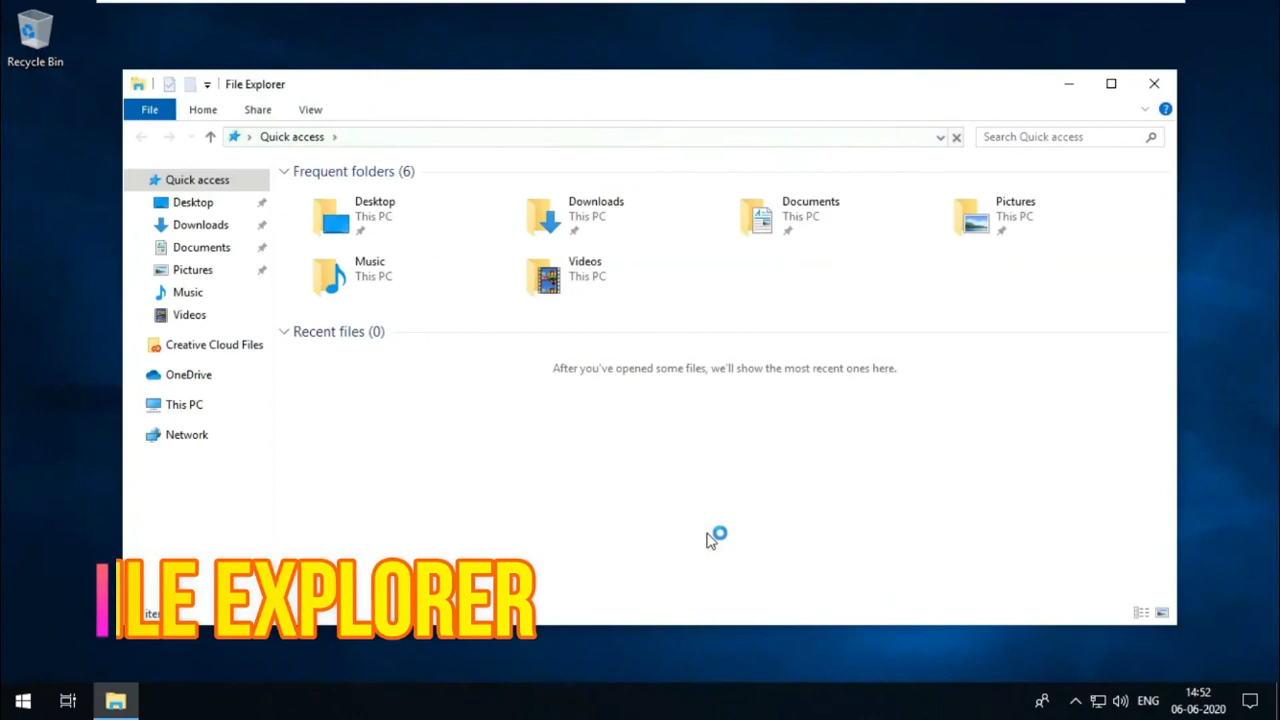 Recycle Bin
File Explorer
File Home Share View
Quick access
Search Quick access
Quick access
Desktop
Downloads
Documents
Pictures
Music
Videos
Creative Cloud Files
OneDrive
This PC
Network
Frequent folders (6)
Desktop
This PC
Downloads
This PC
Documents
This PC
Pictures
This PC
Music
This PC
Videos
This PC
Recent files (0)
After you've opened some files, we'll show the most recent ones here.
ILE EXPLORER
ENG
14:52
06-06-2020